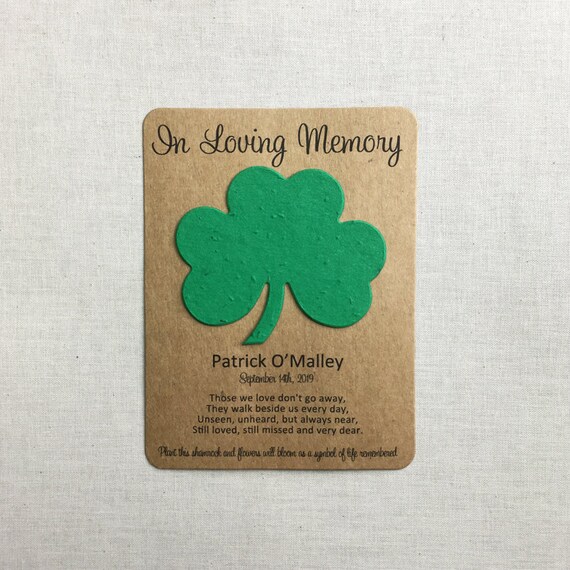 In Loving Memory
Patrick O’Malley
September 14th, 2019
Those we love don't go away,
They walk beside us every day,
Unseen, unheard, but always near,
Still loved, still missed and very dear.
Plant this shamrock and flowers will bloom as a symbol of life remembered